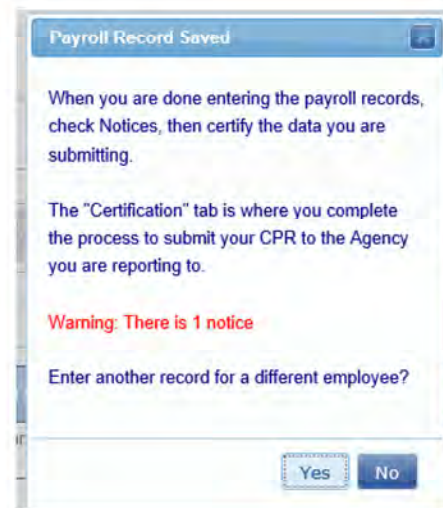 Payroll Record Saved
When you are done entering the payroll records,
check Notices, then certify the data you are
submitting.
The "Certification" tab is where you complete
the process to submit your CPR to the Agency
you are reporting to.
Warning: There is 1 notice
Enter another record for a different employee?
Yes No